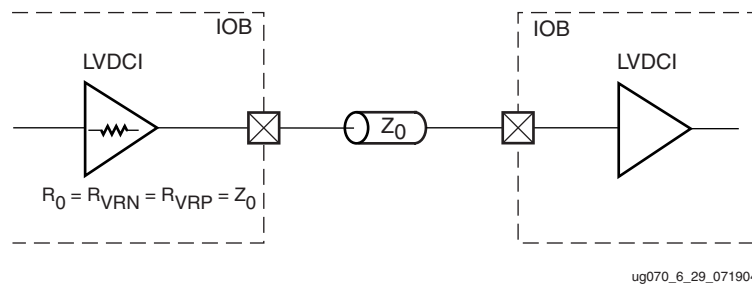 IOB
IOB
LVDCI
LVDCI
Z0
R0 = RVRN = RVRP = Z0
ug070_6_29_071904